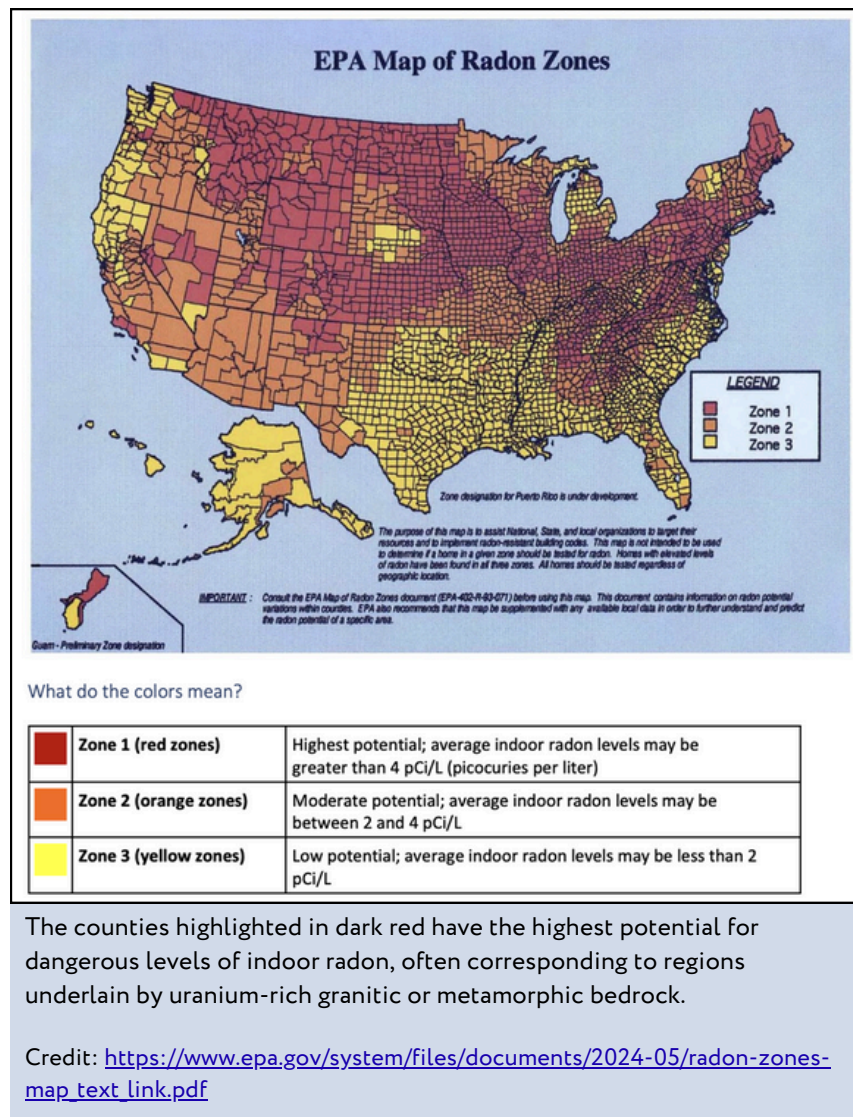 EPA Map of Radon Zones
LEGEND
Zone 1
Zone 2
Zone 3
Zone designation for Puerto Rico is under development.
The purpose of this map is to assist National, State, and local organizations to target their
resources and to implement radon-resistant building codes. This map is not intended to be used
to determine if a home in a given zone should be tested for radon. Homes with elevated levels
of radon have been found in all three zones. All homes should be tested regardless of
geographic location.
IMPORTANT : Consult the EPA Map of Radon Zones document (EPA-402-R-93-071) before using this map. This document contains information on radon potential
variations within counties. EPA also recommends that this map be supplemented with any available local data in order to further understand and predict
the radon potential of a specific area.
Guam - Preliminary Zone designation
What do the colors mean?
Zone 1 (red zones) Highest potential; average indoor radon levels may be
greater than 4 pCi/L (picocuries per liter)
Zone 2 (orange zones) Moderate potential; average indoor radon levels may be
between 2 and 4 pCi/L
Zone 3 (yellow zones) Low potential; average indoor radon levels may be less than 2
pCi/L
The counties highlighted in dark red have the highest potential for
dangerous levels of indoor radon, often corresponding to regions
underlain by uranium-rich granitic or metamorphic bedrock.
Credit: https://www.epa.gov/system/files/documents/2024-05/radon-zones-
map_text_link.pdf